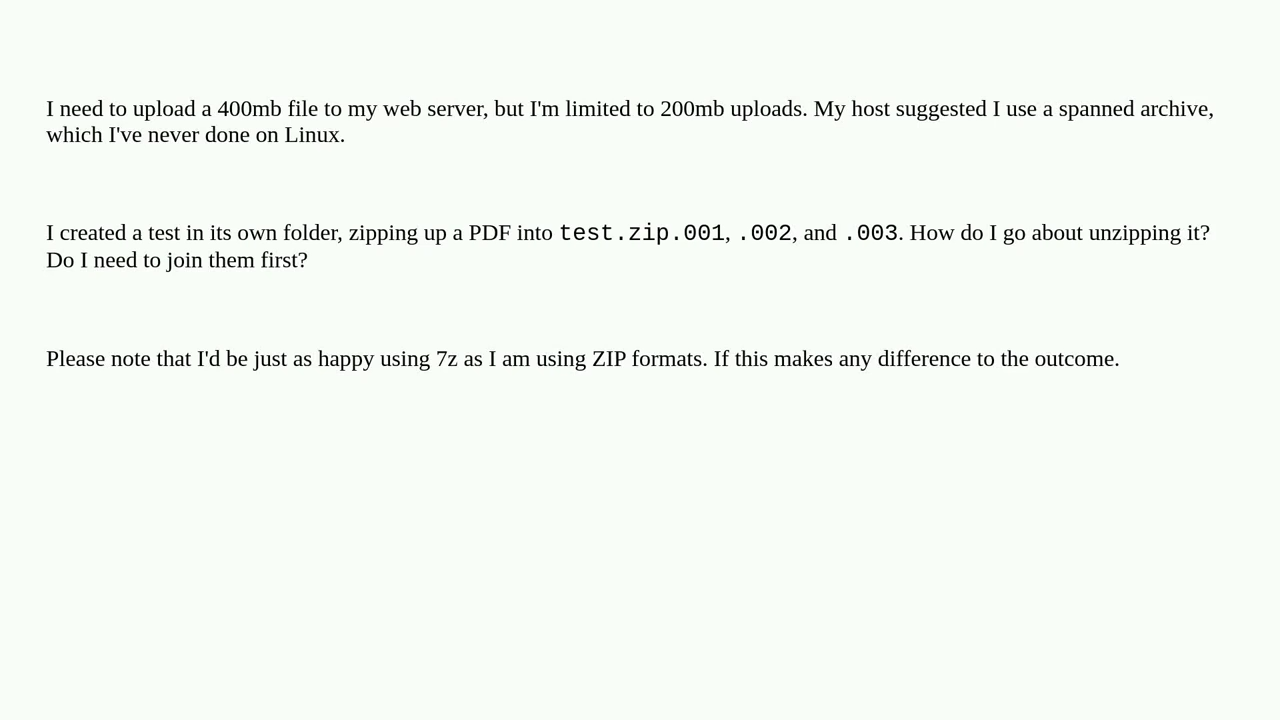 I need to upload a 400mb file to my web server, but I'm limited to 200mb uploads. My host suggested I use a spanned archive,
which I've never done on Linux.
I created a test in its own folder, zipping up a PDF into test.zip.001, .002, and .003. How do I go about unzipping it?
Do I need to join them first?
Please note that I'd be just as happy using 7z as I am using ZIP formats. If this makes any difference to the outcome.